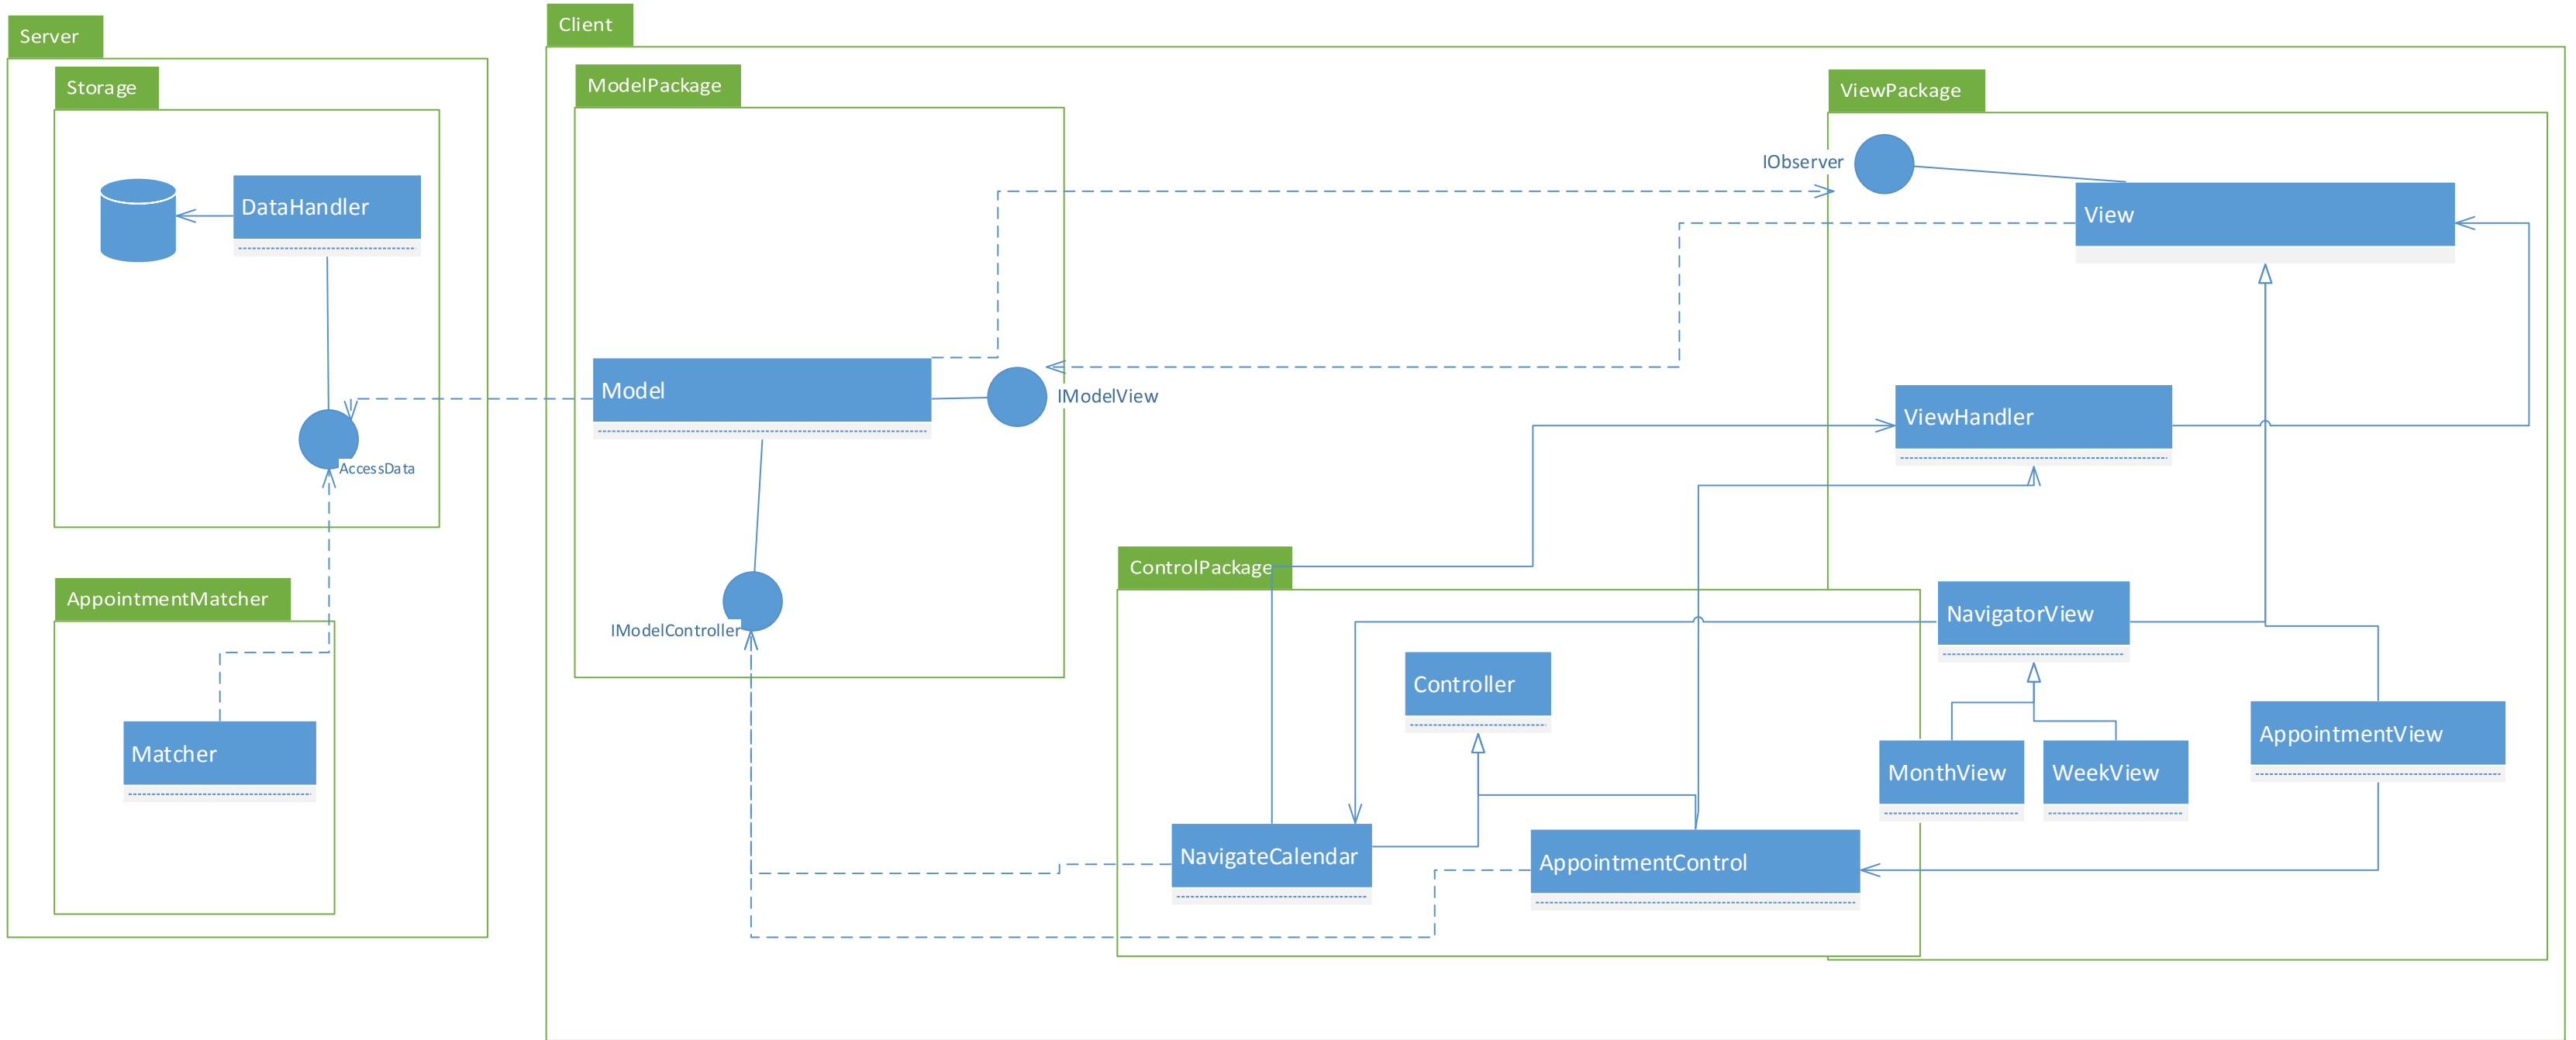 Server
Client
Storage
ModelPackage
ViewPackage
IObserver
DataHandler
View
Model
IModelView
ViewHandler
AccessData
ControlPackage
AppointmentMatcher
NavigatorView
IModelController
Controller
AppointmentView
Matcher
MonthView
WeekView
NavigateCalendar
AppointmentControl